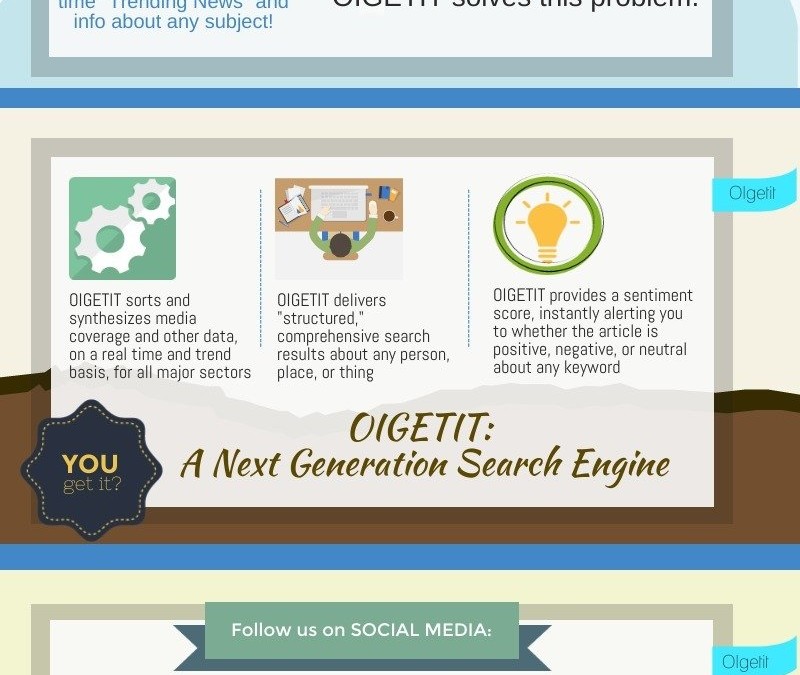 time "Trending News" and
info about any subject!
OIGETIT solves this problem.
Olgetit
OIGETIT sorts and
synthesizes media
coverage and other data,
on a real time and trend
basis, for all major sectors
OIGETIT delivers
"structured,"
comprehensive search
results about any person,
place, or thing
OIGETIT provides a sentiment
score, instantly alerting you
to whether the article is
positive, negative, or neutral
about any keyword
OIGETIT:
A Next Generation Search Engine
YOU
get it?
Follow us on SOCIAL MEDIA:
Olgetit